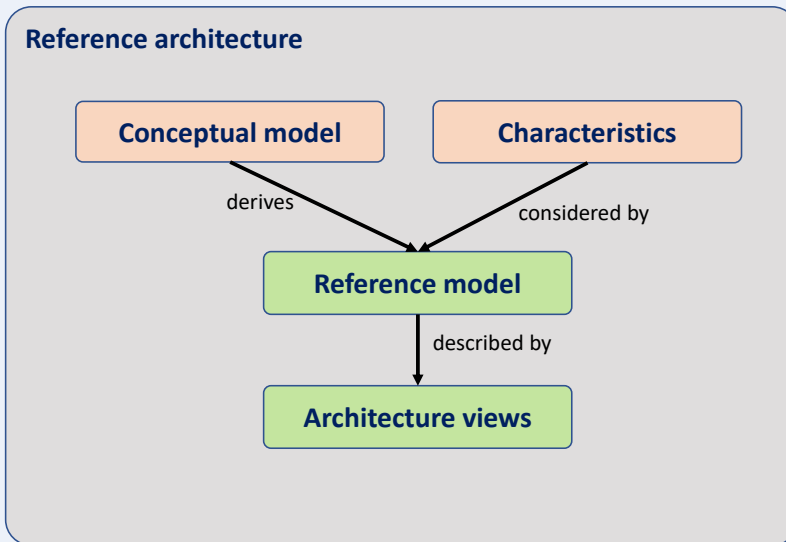 Reference architecture
Conceptual model
Characteristics
derives
considered by
Reference model
described by
Architecture views